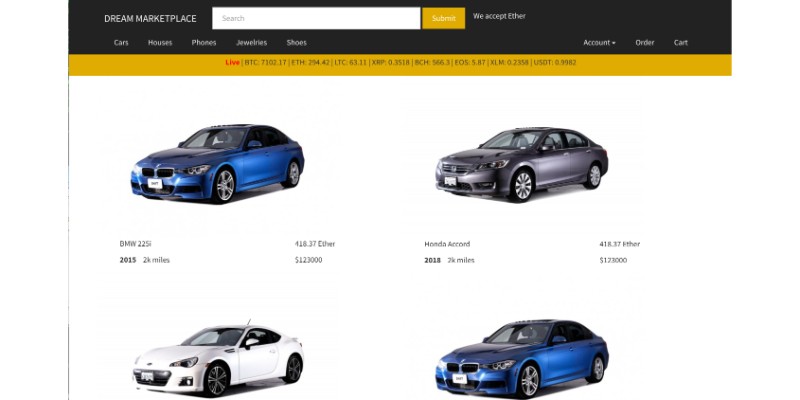 DREAM MARKETPLACE Search Submit We accept Ether
Cars Houses Phones Jewelries Shoes Account Order Cart
Live | BTC: 7102.17 | ETH: 294.42 | LTC: 63.11 | XRP: 0.3518 | BCH: 566.3 | EOS: 5.87 | XLM: 0.2358 | USDT: 0.9982
BMW 225i 418.37 Ether
2015 2k miles $123000
Honda Accord 418.37 Ether
2018 2k miles $123000